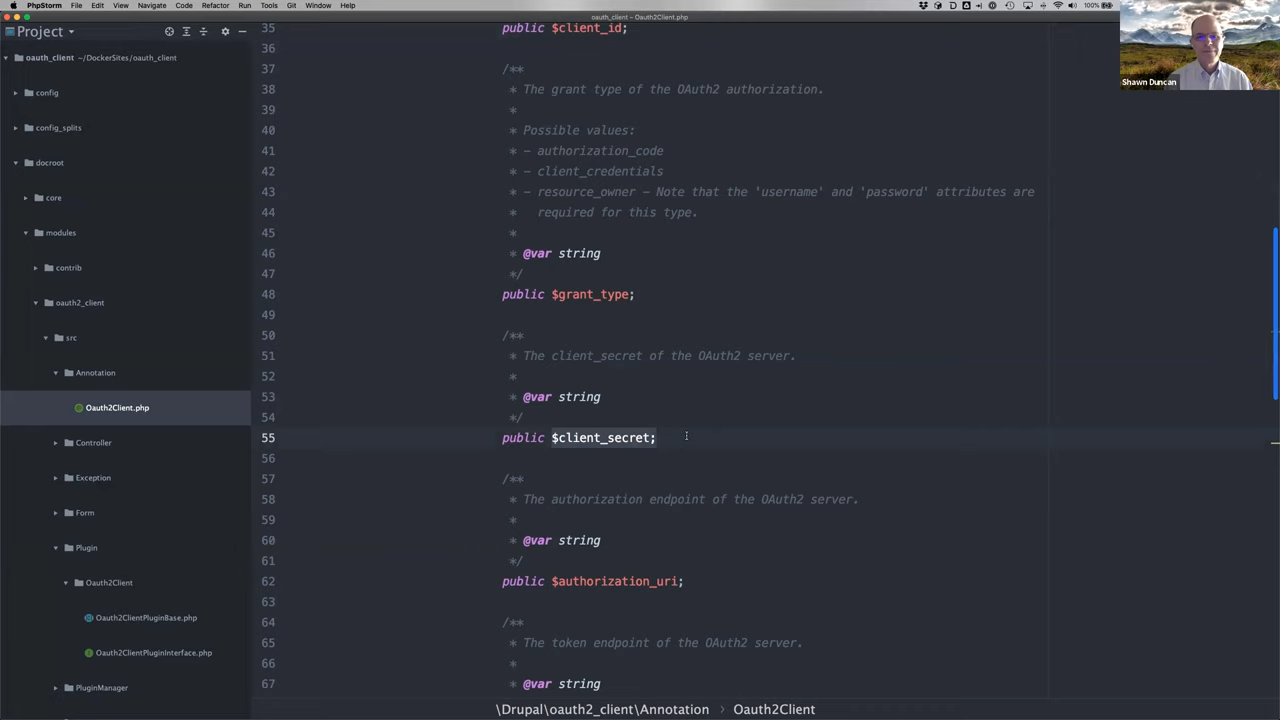 PhpStorm File Edit View Navigate Code Refactor Run Tools Git Window Help
100%
oauth_client – Oauth2Client.php
Shawn Duncan
Project
oauth_client ~/DockerSites/oauth_client
config
config_splits
docroot
core
modules
contrib
oauth2_client
src
Annotation
Oauth2Client.php
Controller
Exception
Form
Plugin
Oauth2Client
Oauth2ClientPluginBase.php
Oauth2ClientPluginInterface.php
PluginManager
35 public $client_id;
36
37 /**
38 * The grant type of the OAuth2 authorization.
39 *
40 * Possible values:
41 * - authorization_code
42 * - client_credentials
43 * - resource_owner – Note that the 'username' and 'password' attributes are
44 * required for this type.
45 *
46 * @var string
47 */
48 public $grant_type;
49
50 /**
51 * The client_secret of the OAuth2 server.
52 *
53 * @var string
54 */
55 public $client_secret;
56
57 /**
58 * The authorization endpoint of the OAuth2 server.
59 *
60 * @var string
61 */
62 public $authorization_uri;
63
64 /**
65 * The token endpoint of the OAuth2 server.
66 *
67 * @var string
\Drupal\oauth2_client\Annotation › Oauth2Client